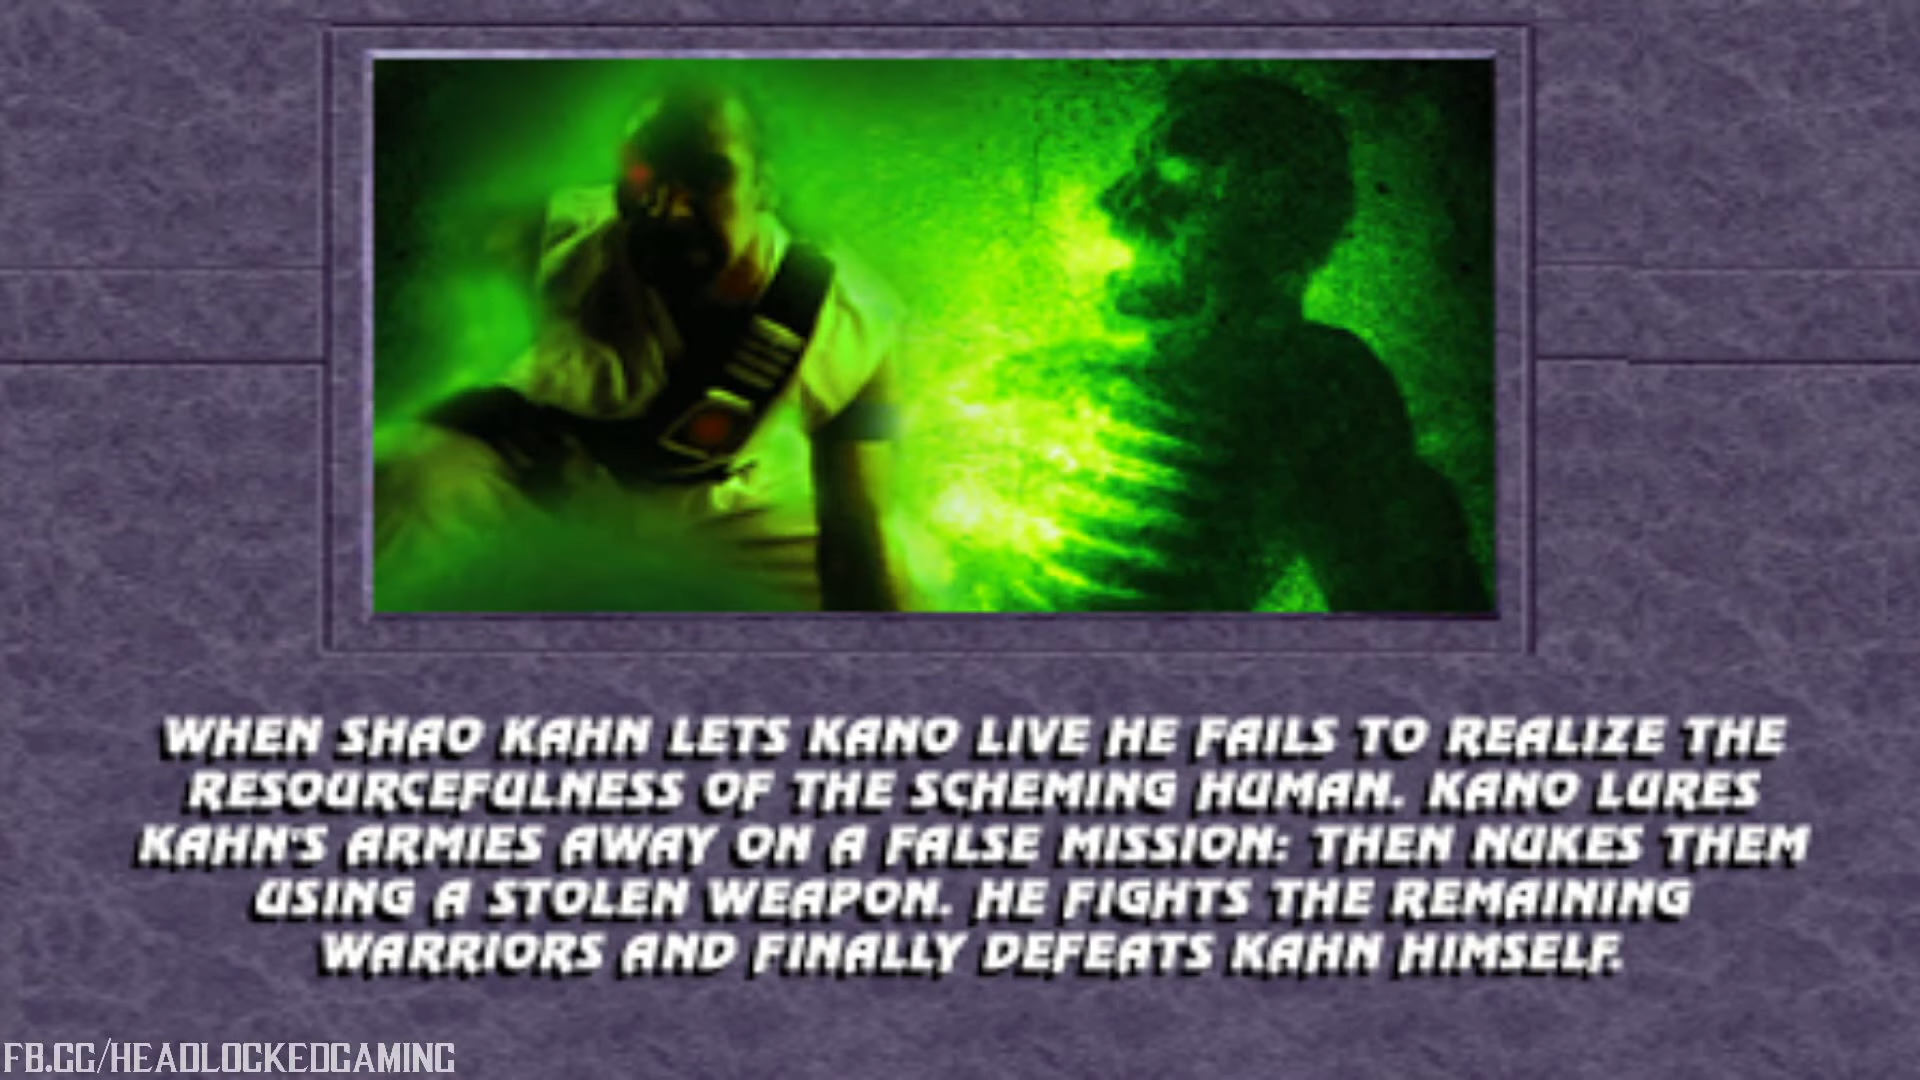 WHEN SHAO KAHN LETS KANO LIVE HE FAILS TO REALIZE THE
RESOURCEFULNESS OF THE SCHEMING HUMAN. KANO LURES
KAHN'S ARMIES AWAY ON A FALSE MISSION: THEN NUKES THEM
USING A STOLEN WEAPON. HE FIGHTS THE REMAINING
WARRIORS AND FINALLY DEFEATS KAHN HIMSELF.
FB.GG/HEADLOCKEDGAMING